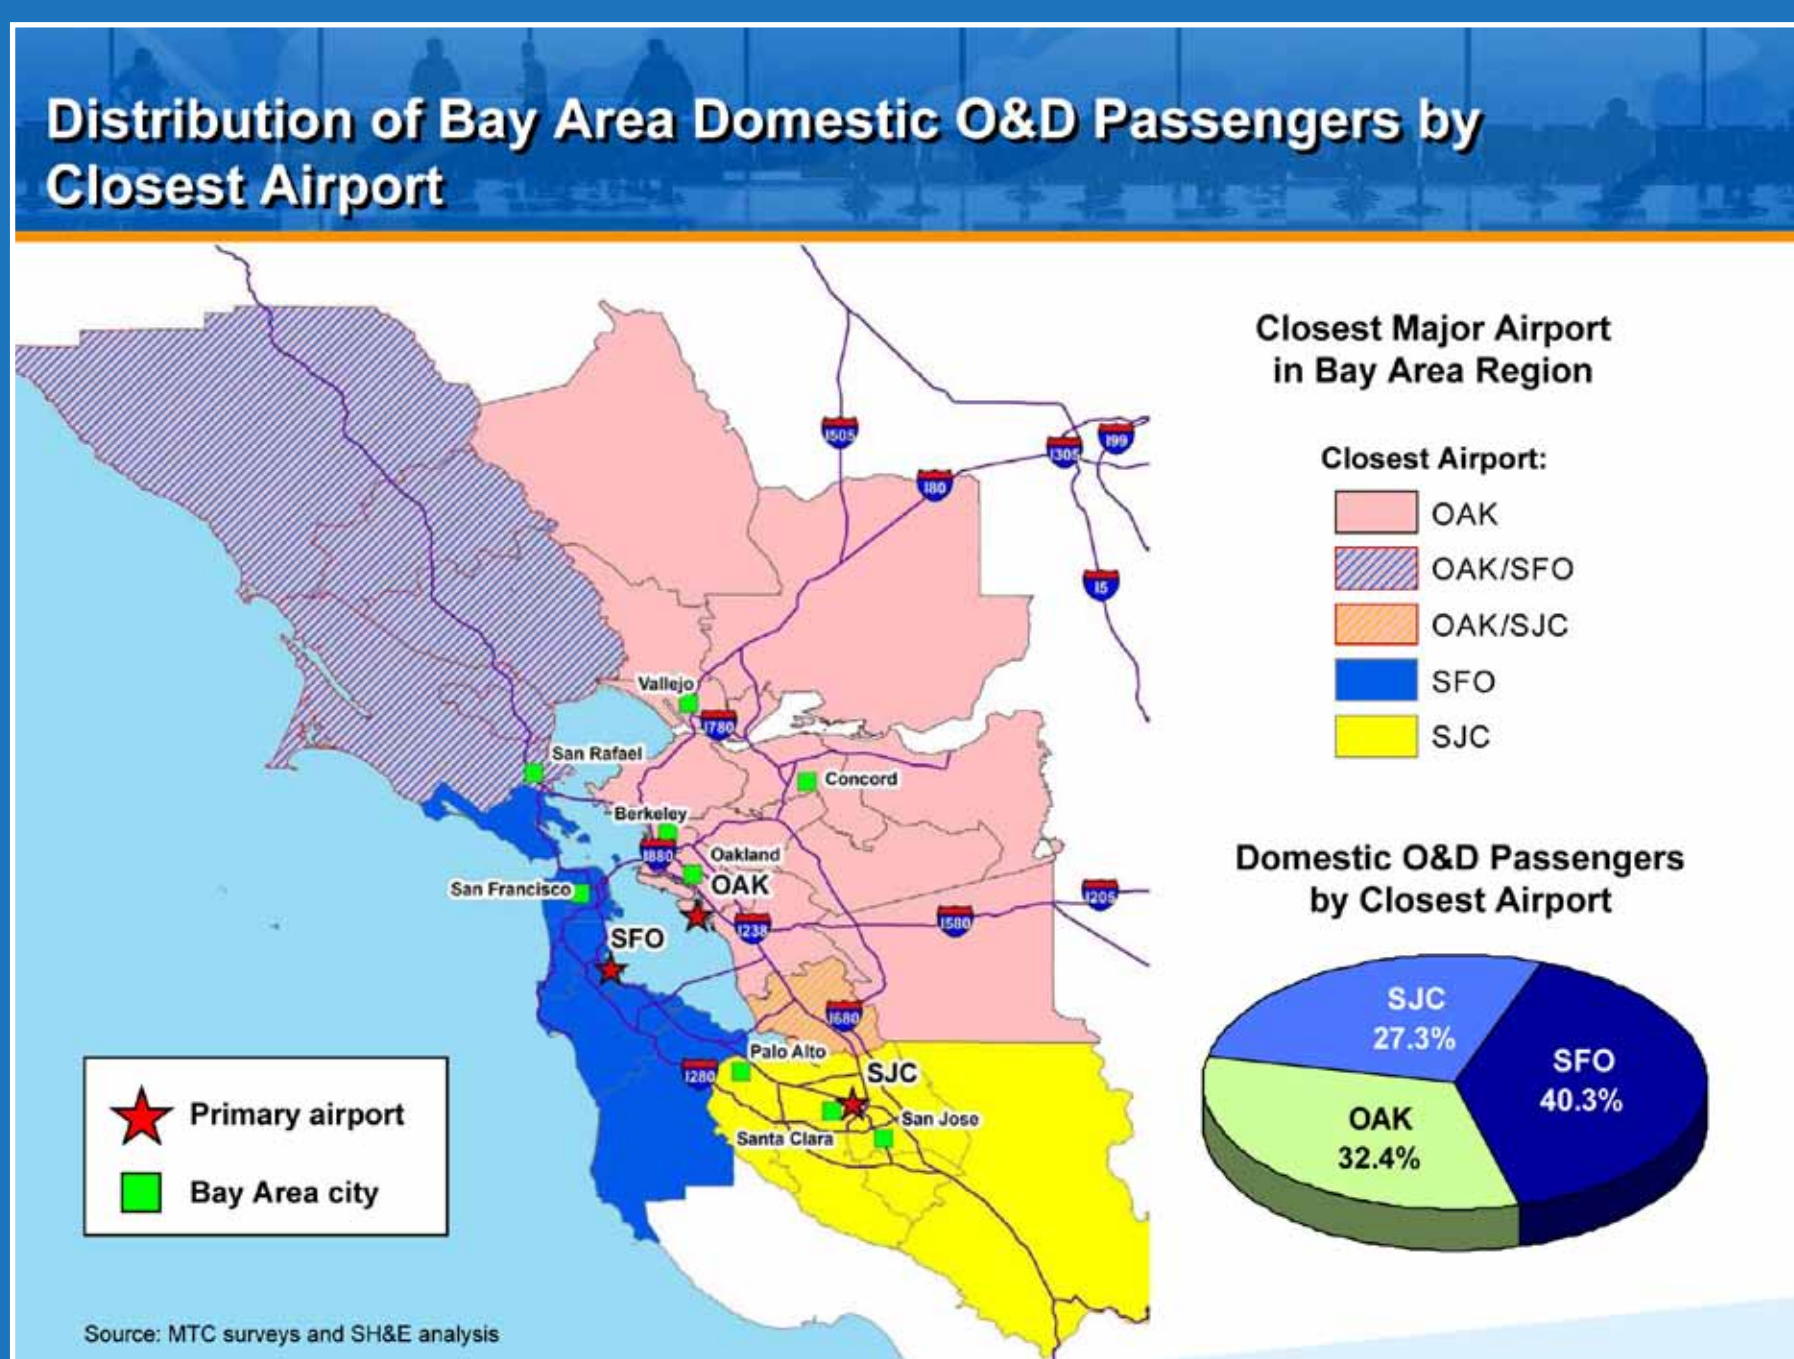 Distribution of Bay Area Domestic O&D Passengers by
Closest Airport
Closest Major Airport
in Bay Area Region
Closest Airport:
OAK
OAK/SFO
OAK/SJC
SFO
SJC
I505
I80
I305
I99
I5
Vallejo
I780
San Rafael
Concord
Berkeley
I880
Oakland
OAK
San Francisco
I205
I580
I238
SFO
I680
Palo Alto
I280
SJC
San Jose
Santa Clara
Domestic O&D Passengers
by Closest Airport
SJC
27.3%
SFO
40.3%
OAK
32.4%
Primary airport
Bay Area city
Source: MTC surveys and SH&E analysis